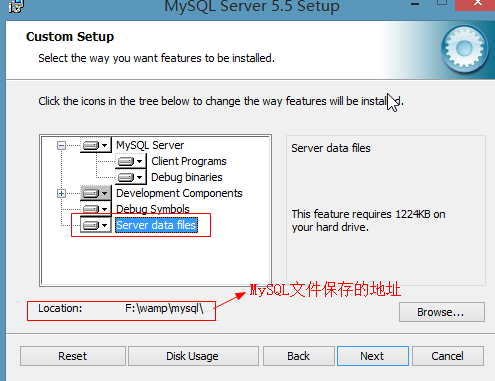 MySQL Server 5.5 Setup
Custom Setup
Select the way you want features to be installed.
Click the icons in the tree below to change the way features will be installed.
MySQL Server
Client Programs
Debug binaries
Development Components
Debug Symbols
Server data files
Server data files
This feature requires 1224KB on
your hard drive.
MySQL文件保存的地址
Location: F:\wamp\mysql\
Browse...
Reset Disk Usage Back Next Cancel